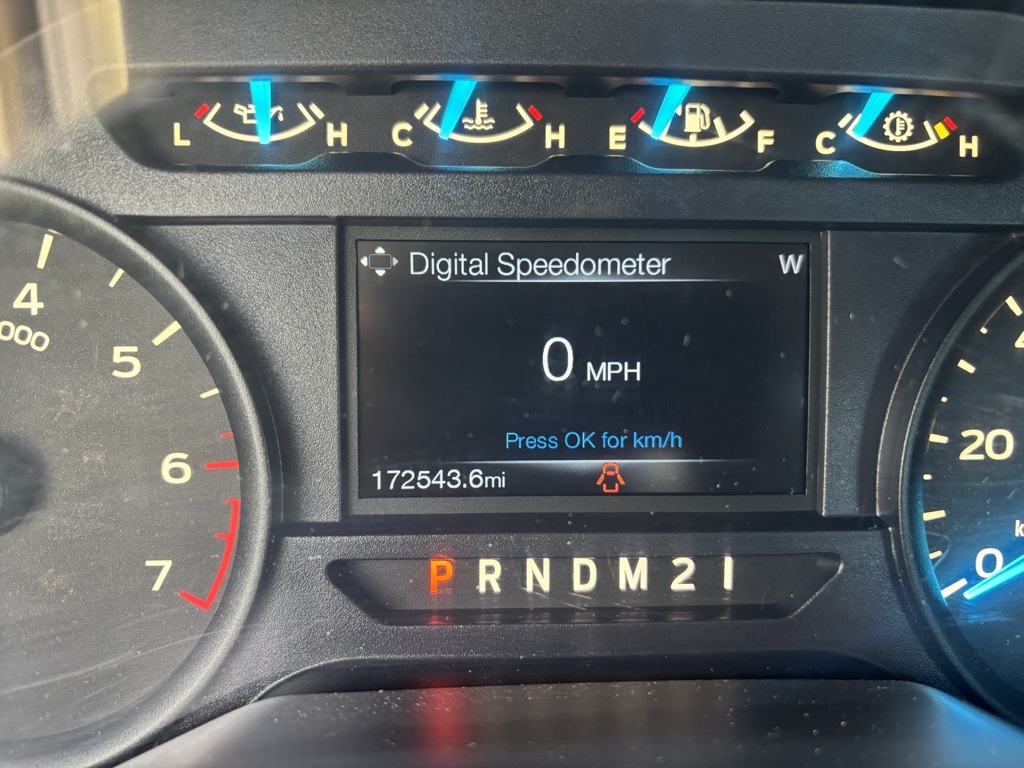 L H C H E F C H
Digital Speedometer W
4
000
5
0 MPH
20
Press OK for km/h
6
172543.6mi
0
7
P R N D M 2 1